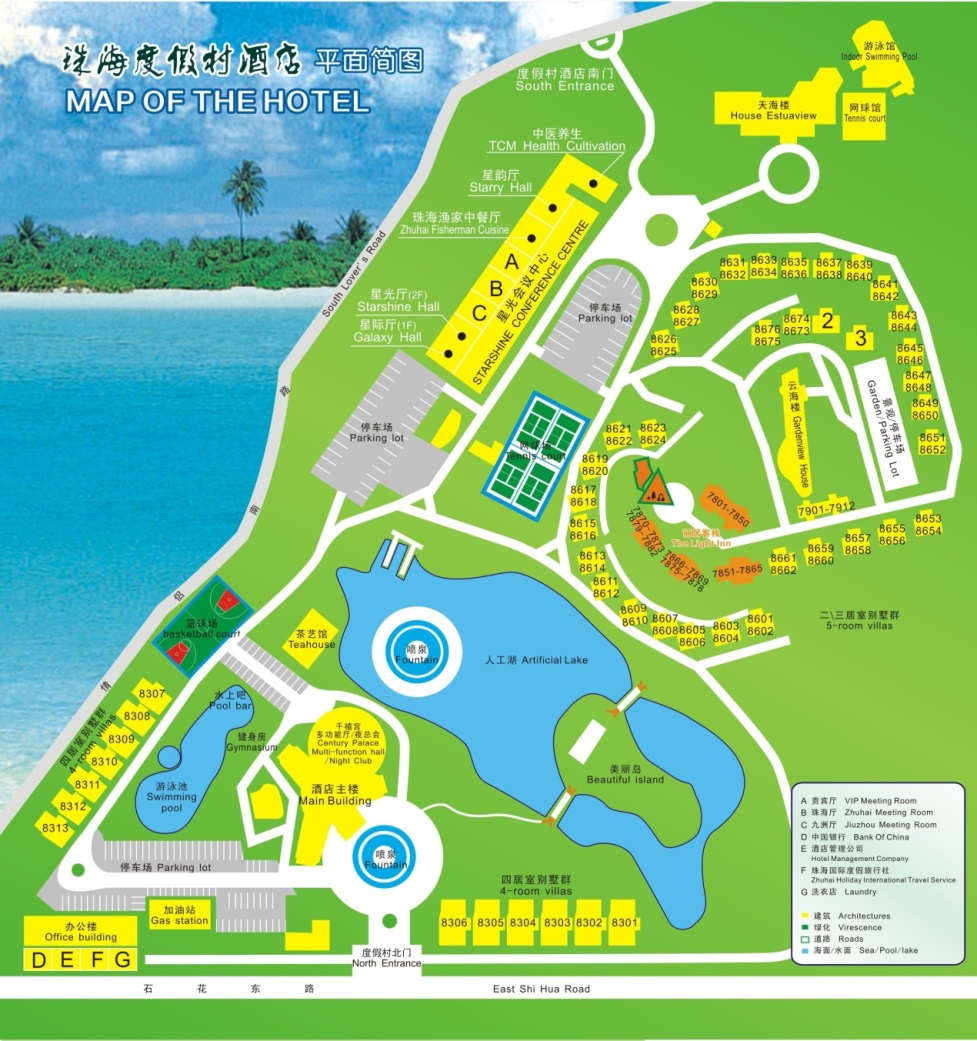 珠海度假村酒店 平面简图
MAP OF THE HOTEL
度假村酒店南门
South Entrance
游泳馆
Indoor Swimming Pool
天海楼
House Estuaview
网球馆
Tennis court
中医养生
TCM Health Cultivation
星韵厅
Starry Hall
珠海渔家中餐厅
Zhuhai Fisherman Cuisine
A
B
C
星光会议中心
STARSHINE CONFERENCE CENTRE
星光厅(2F)
Starshine Hall
星际厅(1F)
Galaxy Hall
South Lover's Road
情 侣 南 路
停车场
Parking lot
停车场
Parking lot
网球场
Tennis court
8631
8632
8633
8634
8635
8636
8637
8638
8639
8640
8641
8642
8630
8629
8628
8627
8626
8625
8674
8673
8676
8675
2
3
8643
8644
8645
8646
8647
8648
8649
8650
8651
8652
云海楼 Gardenview House
景观/停车场
Garden/Parking Lot
7901-7912
8653
8654
8655
8656
8657
8658
8659
8660
8661
8662
8621
8622
8623
8624
8619
8620
8617
8618
8615
8616
8613
8614
8611
8612
8609
8610
8607
8608
8605
8606
8603
8604
8601
8602
7801-7850
7870-7873
7879-7882
7866-7869
7875-7878
7851-7865
丽景客栈
The Light Inn
二\三居室别墅群
5-room villas
篮球场
basketball court
茶艺馆
Teahouse
喷泉
Fountain
人工湖 Artificial Lake
美丽岛
Beautiful island
水上吧
Pool bar
健身房
Gymnasium
游泳池
Swimming
pool
千禧宫
多功能厅/夜总会
Century Palace
Multi-function hall
/Night Club
酒店主楼
Main Building
喷泉
Fountain
四居室别墅群
4-room villas
8307
8308
8309
8310
8311
8312
8313
停车场 Parking lot
加油站
Gas station
办公楼
Office building
D E F G
度假村北门
North Entrance
四居室别墅群
4-room villas
8306 8305 8304 8303 8302 8301
石 花 东 路
East Shi Hua Road
A 贵宾厅 VIP Meeting Room
B 珠海厅 Zhuhai Meeting Room
C 九洲厅 Jiuzhou Meeting Room
D 中国银行 Bank Of China
E 酒店管理公司
Hotel Management Company
F 珠海国际度假旅行社
Zhuhai Holiday International Travel Service
G 洗衣店 Laundry
建筑 Architectures
绿化 Virescence
道路 Roads
海面/水面 Sea/Pool/lake